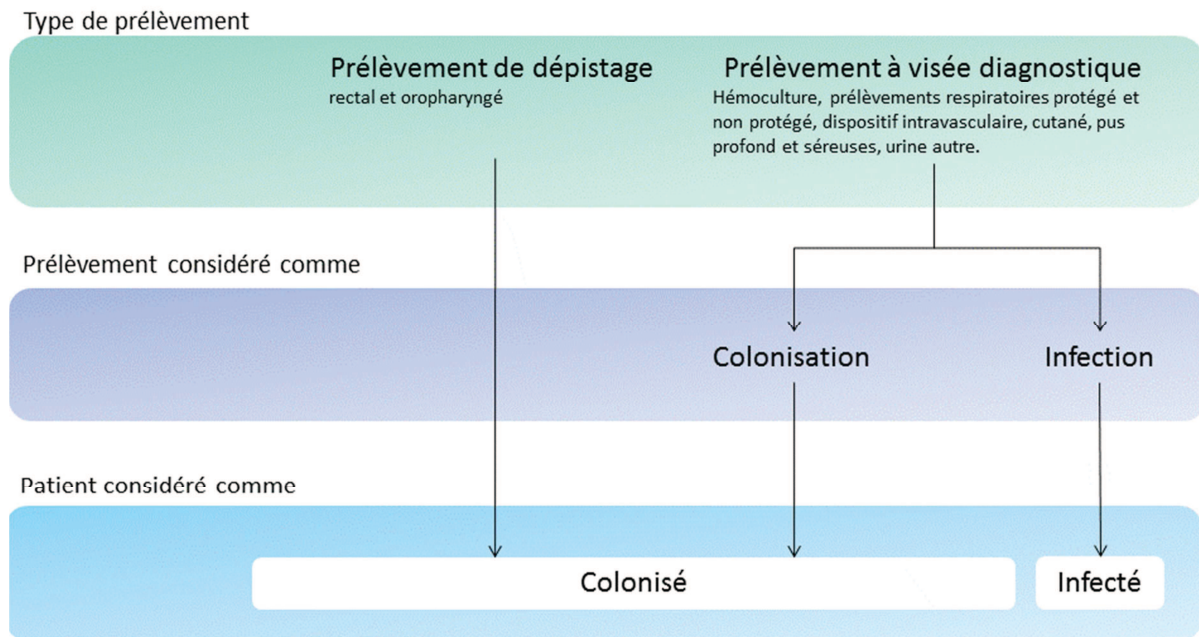 Type de prélèvement
Prélèvement de dépistage
rectal et oropharyngé
Prélèvement à visée diagnostique
Hémoculture, prélèvements respiratoires protégé et
non protégé, dispositif intravasculaire, cutané, pus
profond et séreuses, urine autre.
Prélèvement considéré comme
Colonisation
Infection
Patient considéré comme
Colonisé
Infecté